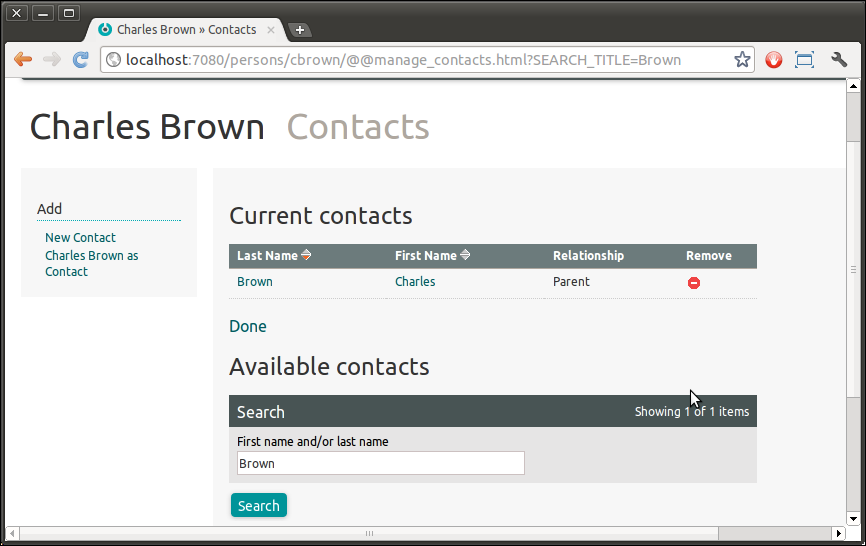 Charles Brown » Contacts
localhost:7080/persons/cbrown/@@manage_contacts.html?SEARCH_TITLE=Brown
Charles Brown Contacts
Add
New Contact
Charles Brown as
Contact
Current contacts
Last Name First Name Relationship Remove
Brown Charles Parent
Done
Available contacts
Search Showing 1 of 1 items
First name and/or last name
Brown
Search